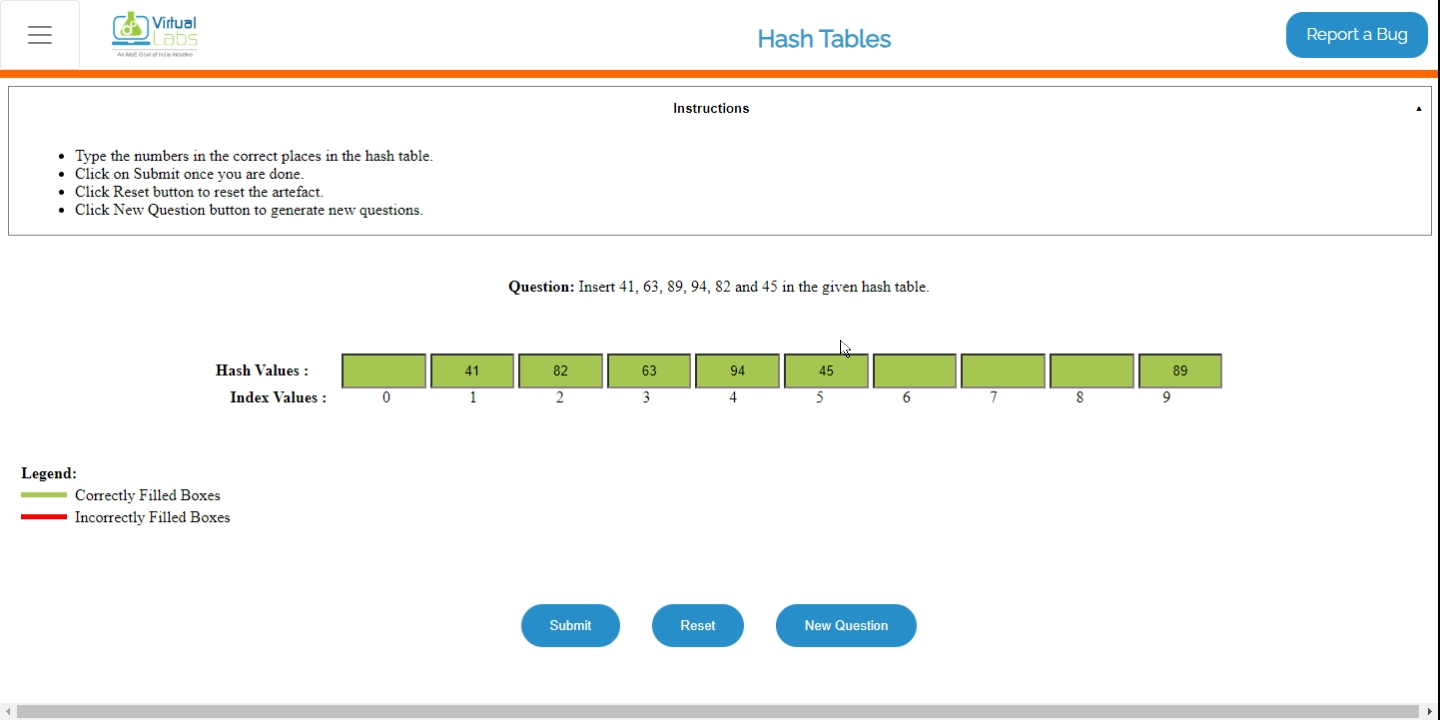 Virtual Labs
An MoE Govt of India Initiative
Hash Tables
Report a Bug
Instructions
Type the numbers in the correct places in the hash table.
Click on Submit once you are done.
Click Reset button to reset the artefact.
Click New Question button to generate new questions.
Question: Insert 41, 63, 89, 94, 82 and 45 in the given hash table.
Hash Values : 41 82 63 94 45 89
Index Values : 0 1 2 3 4 5 6 7 8 9
Legend:
Correctly Filled Boxes
Incorrectly Filled Boxes
Submit Reset New Question